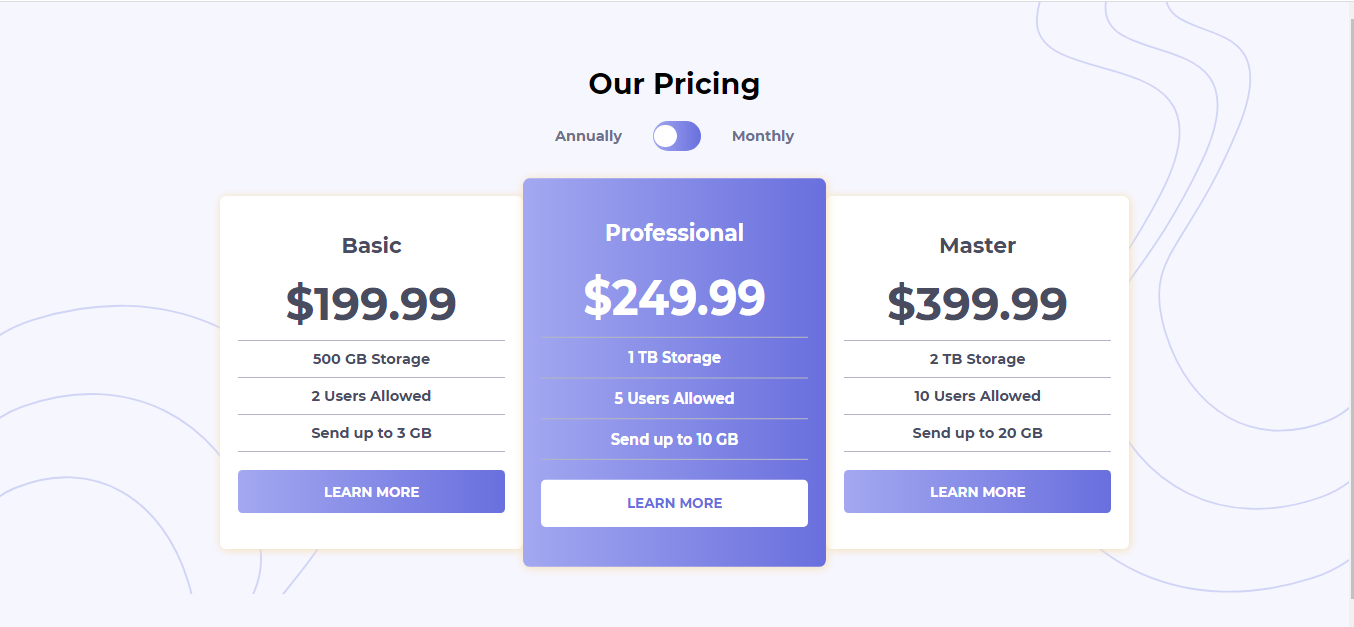 Our Pricing
Annually Monthly
Basic
$199.99
500 GB Storage
2 Users Allowed
Send up to 3 GB
LEARN MORE
Professional
$249.99
1 TB Storage
5 Users Allowed
Send up to 10 GB
LEARN MORE
Master
$399.99
2 TB Storage
10 Users Allowed
Send up to 20 GB
LEARN MORE